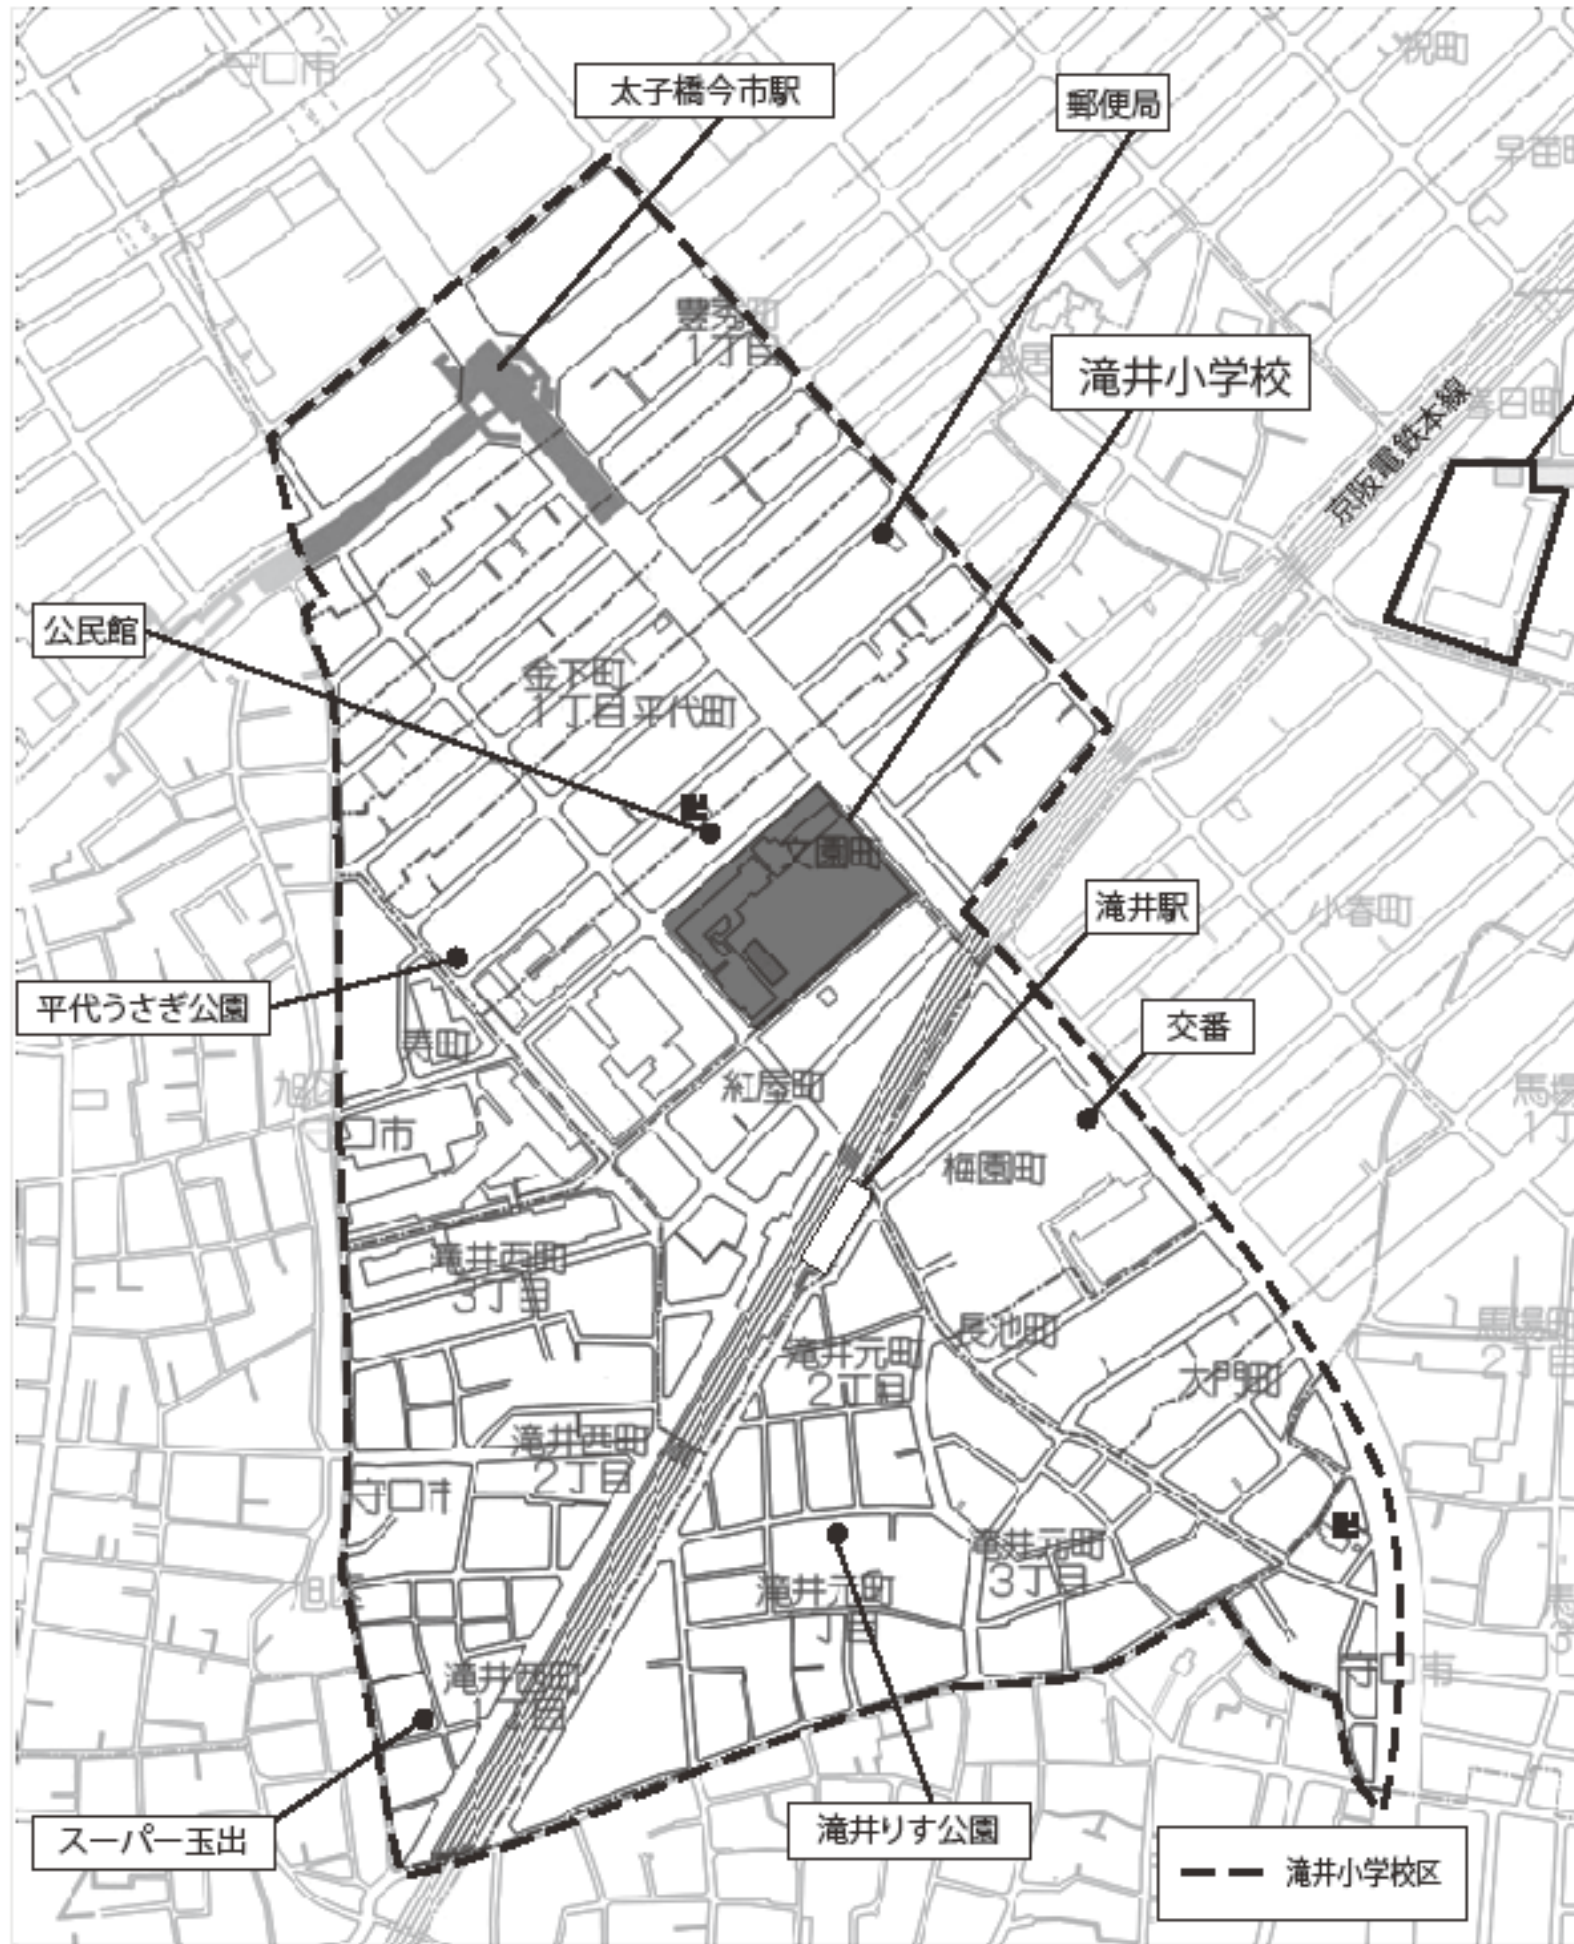 守口市
祝町
太子橋今市駅
郵便局
豊秀町
1丁目
滝井小学校
春日町
京阪電鉄本線
公民館
金下町
1丁目
平代町
文園町
滝井駅
小春町
平代うさぎ公園
寿町
交番
紅屋町
旭区
守口市
梅園町
滝井西町
3丁目
長池町
滝井元町
2丁目
大門町
滝井西町
2丁目
守口市
滝井元町
3丁目
滝井元町
丁目
旭区
守口市
滝井西町
1丁目
スーパー玉出
滝井りす公園
滝井小学校区